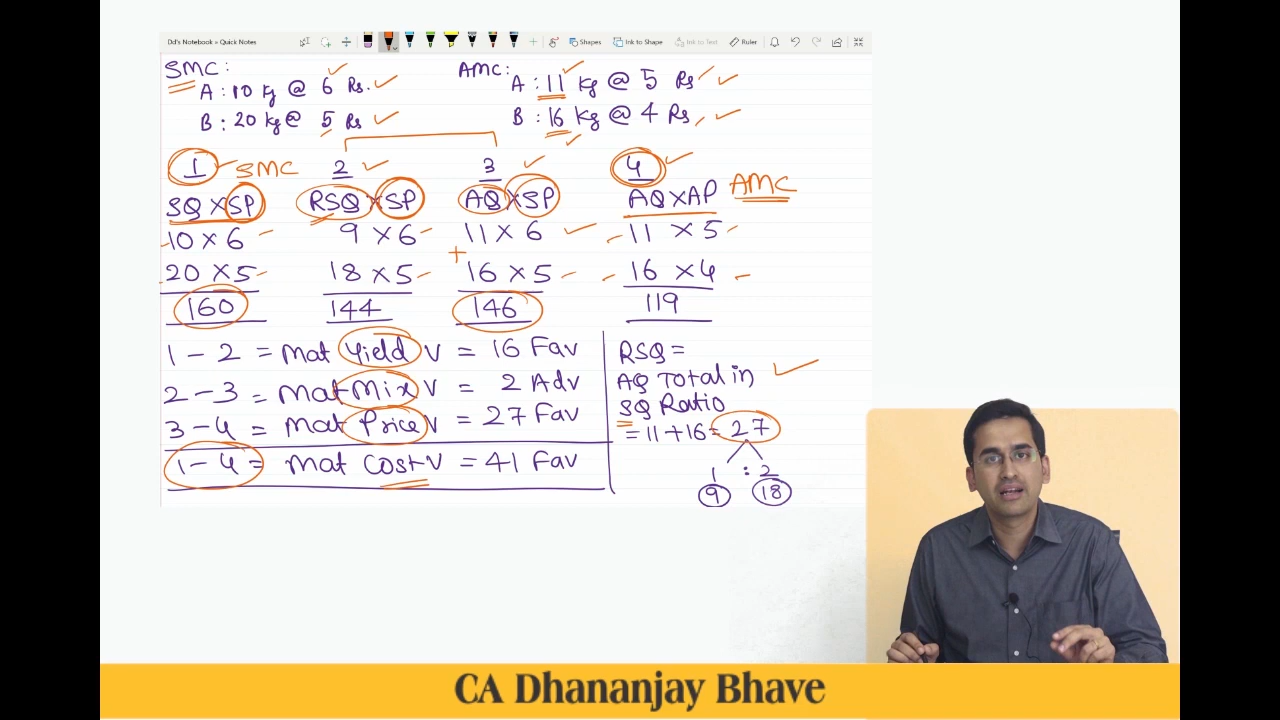 Dd's Notebook » Quick Notes
Shapes Ink to Shape Ink to Text Ruler
SMC:
A : 10 Kg @ 6 Rs.
B : 20 Kg @ 5 Rs
AMC:
A : 11 Kg @ 5 Rs
B : 16 Kg @ 4 Rs
1 SMC 2 3 4
SQ × SP RSQ × SP AQ × SP AQ × AP AMC
10 × 6 9 × 6 11 × 6 11 × 5
+
20 × 5 18 × 5 16 × 5 16 × 4
160 144 146 119
1 - 2 = Mat Yield V = 16 Fav
2 - 3 = Mat Mix V = 2 Adv
3 - 4 = Mat Price V = 27 Fav
1 - 4 = Mat Cost V = 41 Fav
RSQ =
AQ Total in
SQ Ratio
= 11 + 16 = 27
1 : 2
9 18
CA Dhananjay Bhave